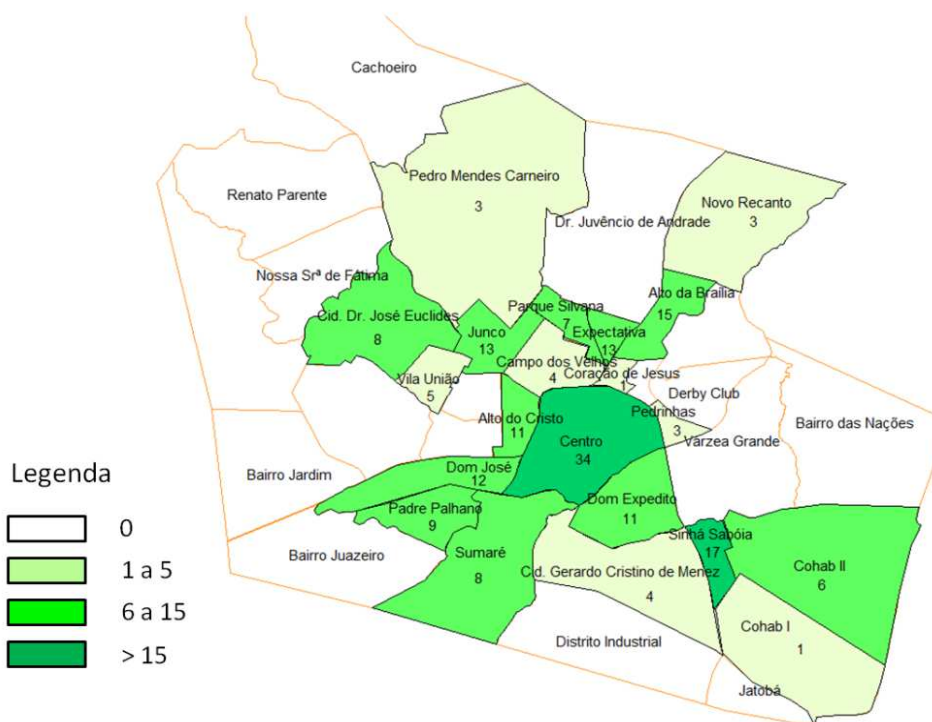 Cachoeiro
Pedro Mendes Carneiro
3
Renato Parente
Novo Recanto
3
Dr. Juvêncio de Andrade
Nossa Srª de Fátima
Alto da Braília
15
Cid. Dr. José Euclides
8
Parque Silvana
7
Junco
13
Expectativa
13
Campo dos Velhos
4
Coração de Jesus
1
Vila União
5
Derby Club
Pedrinhas
3
Alto do Cristo
11
Centro
34
Várzea Grande
Bairro das Nações
Bairro Jardim
Dom José
12
Dom Expedito
11
Padre Palhano
9
Sinhá Sabóia
17
Bairro Juazeiro
Sumaré
8
Cid. Gerardo Cristino de Menez
4
Cohab II
6
Distrito Industrial
Cohab I
1
Jatobá
Legenda
0
1 a 5
6 a 15
> 15